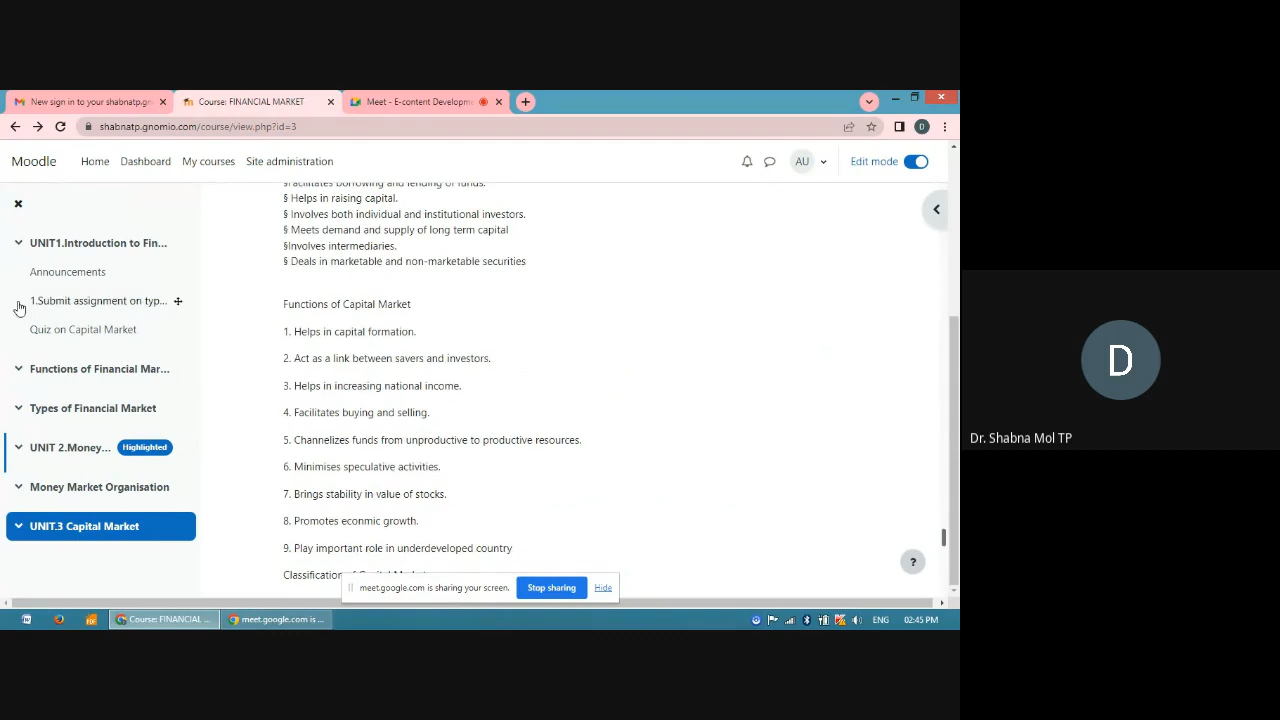 New sign in to your shabnatp.gn
Course: FINANCIAL MARKET
Meet - E-content Developm
shabnatp.gnomio.com/course/view.php?id=3
D
Moodle
Home
Dashboard
My courses
Site administration
AU
Edit mode
UNIT1.Introduction to Fin...
Announcements
1.Submit assignment on typ...
Quiz on Capital Market
Functions of Financial Mar...
Types of Financial Market
UNIT 2.Money...
Highlighted
Money Market Organisation
UNIT.3 Capital Market
§Facilitates borrowing and lending of funds.
§ Helps in raising capital.
§ Involves both individual and institutional investors.
§ Meets demand and supply of long term capital
§Involves intermediaries.
§ Deals in marketable and non-marketable securities
Functions of Capital Market
1. Helps in capital formation.
2. Act as a link between savers and investors.
3. Helps in increasing national income.
4. Facilitates buying and selling.
5. Channelizes funds from unproductive to productive resources.
6. Minimises speculative activities.
7. Brings stability in value of stocks.
8. Promotes econmic growth.
9. Play important role in underdeveloped country
Classification of Capital Market
?
meet.google.com is sharing your screen.
Stop sharing
Hide
Course: FINANCIAL ...
meet.google.com is ...
ENG
02:45 PM
D
Dr. Shabna Mol TP